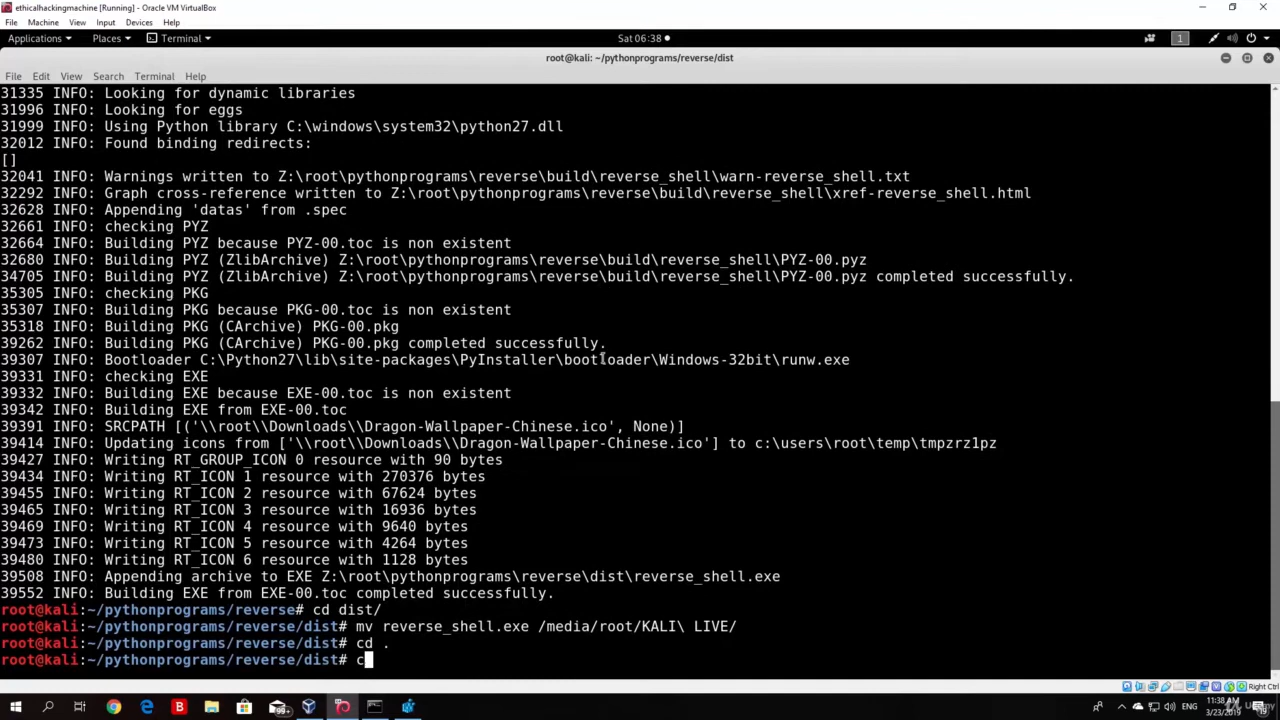 ethicalhackingmachine [Running] - Oracle VM VirtualBox
File Machine View Input Devices Help
Applications Places Terminal Sat 06:38 1
root@kali: ~/pythonprograms/reverse/dist
File Edit View Search Terminal Help
31335 INFO: Looking for dynamic libraries
31996 INFO: Looking for eggs
31999 INFO: Using Python library C:\windows\system32\python27.dll
32012 INFO: Found binding redirects:
[]
32041 INFO: Warnings written to Z:\root\pythonprograms\reverse\build\reverse_shell\warn-reverse_shell.txt
32292 INFO: Graph cross-reference written to Z:\root\pythonprograms\reverse\build\reverse_shell\xref-reverse_shell.html
32628 INFO: Appending 'datas' from .spec
32661 INFO: checking PYZ
32664 INFO: Building PYZ because PYZ-00.toc is non existent
32680 INFO: Building PYZ (ZlibArchive) Z:\root\pythonprograms\reverse\build\reverse_shell\PYZ-00.pyz
34705 INFO: Building PYZ (ZlibArchive) Z:\root\pythonprograms\reverse\build\reverse_shell\PYZ-00.pyz completed successfully.
35305 INFO: checking PKG
35307 INFO: Building PKG because PKG-00.toc is non existent
35318 INFO: Building PKG (CArchive) PKG-00.pkg
39262 INFO: Building PKG (CArchive) PKG-00.pkg completed successfully.
39307 INFO: Bootloader C:\Python27\lib\site-packages\PyInstaller\bootloader\Windows-32bit\runw.exe
39331 INFO: checking EXE
39332 INFO: Building EXE because EXE-00.toc is non existent
39342 INFO: Building EXE from EXE-00.toc
39391 INFO: SRCPATH [('\\root\\Downloads\\Dragon-Wallpaper-Chinese.ico', None)]
39414 INFO: Updating icons from ['\\root\\Downloads\\Dragon-Wallpaper-Chinese.ico'] to c:\users\root\temp\tmpzrz1pz
39427 INFO: Writing RT_GROUP_ICON 0 resource with 90 bytes
39434 INFO: Writing RT_ICON 1 resource with 270376 bytes
39455 INFO: Writing RT_ICON 2 resource with 67624 bytes
39465 INFO: Writing RT_ICON 3 resource with 16936 bytes
39469 INFO: Writing RT_ICON 4 resource with 9640 bytes
39473 INFO: Writing RT_ICON 5 resource with 4264 bytes
39480 INFO: Writing RT_ICON 6 resource with 1128 bytes
39508 INFO: Appending archive to EXE Z:\root\pythonprograms\reverse\dist\reverse_shell.exe
39552 INFO: Building EXE from EXE-00.toc completed successfully.
root@kali:~/pythonprograms/reverse# cd dist/
root@kali:~/pythonprograms/reverse/dist# mv reverse_shell.exe /media/root/KALI\ LIVE/
root@kali:~/pythonprograms/reverse/dist# cd .
root@kali:~/pythonprograms/reverse/dist# c
Right Ctrl
99+ ENG 11:38 AM
3/23/2019